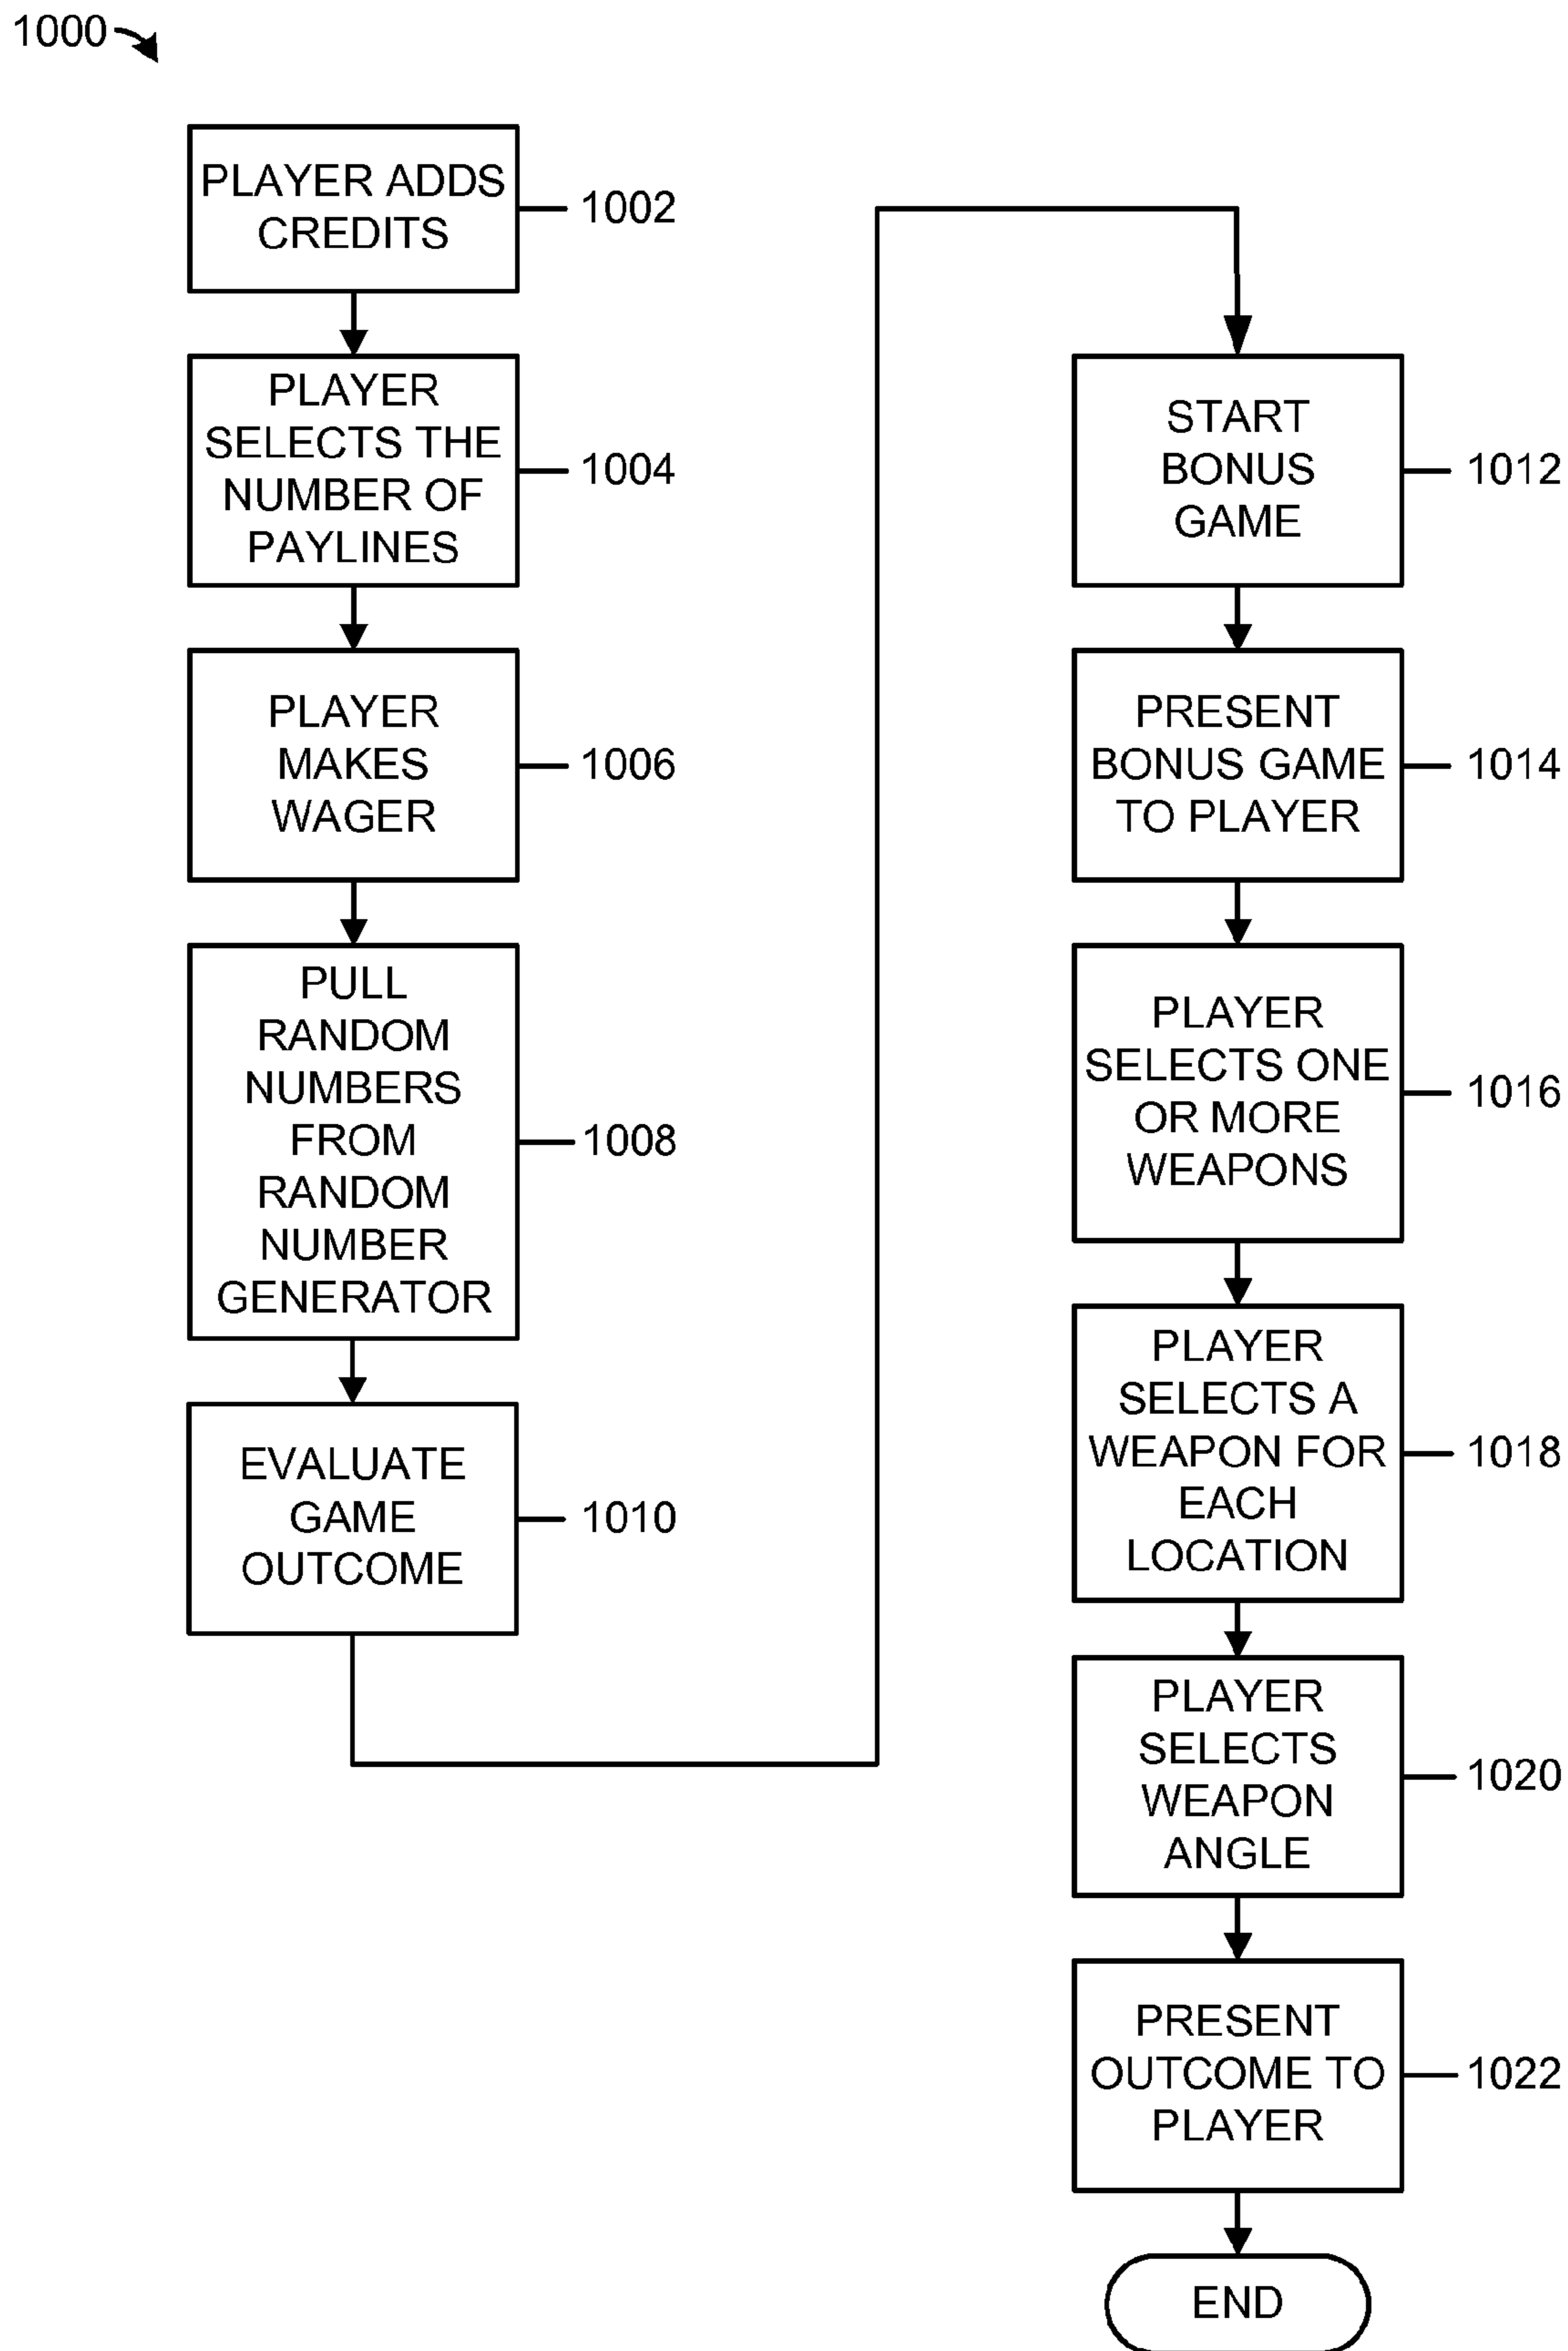 1000
PLAYER ADDS
CREDITS
1002
PLAYER
SELECTS THE
NUMBER OF
PAYLINES
1004
PLAYER
MAKES
WAGER
1006
PULL
RANDOM
NUMBERS
FROM
RANDOM
NUMBER
GENERATOR
1008
EVALUATE
GAME
OUTCOME
1010
START
BONUS
GAME
1012
PRESENT
BONUS GAME
TO PLAYER
1014
PLAYER
SELECTS ONE
OR MORE
WEAPONS
1016
PLAYER
SELECTS A
WEAPON FOR
EACH
LOCATION
1018
PLAYER
SELECTS
WEAPON
ANGLE
1020
PRESENT
OUTCOME TO
PLAYER
1022
END